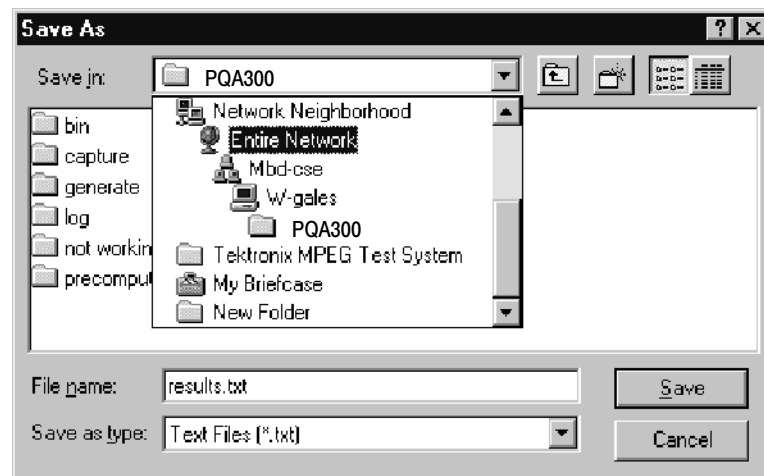 Save As
Save in: PQA300
bin
capture
generate
log
not workin
precomput
Network Neighborhood
Entire Network
Mbd-cse
W-gales
PQA300
Tektronix MPEG Test System
My Briefcase
New Folder
File name: results.txt
Save
Save as type: Text Files (*.txt)
Cancel